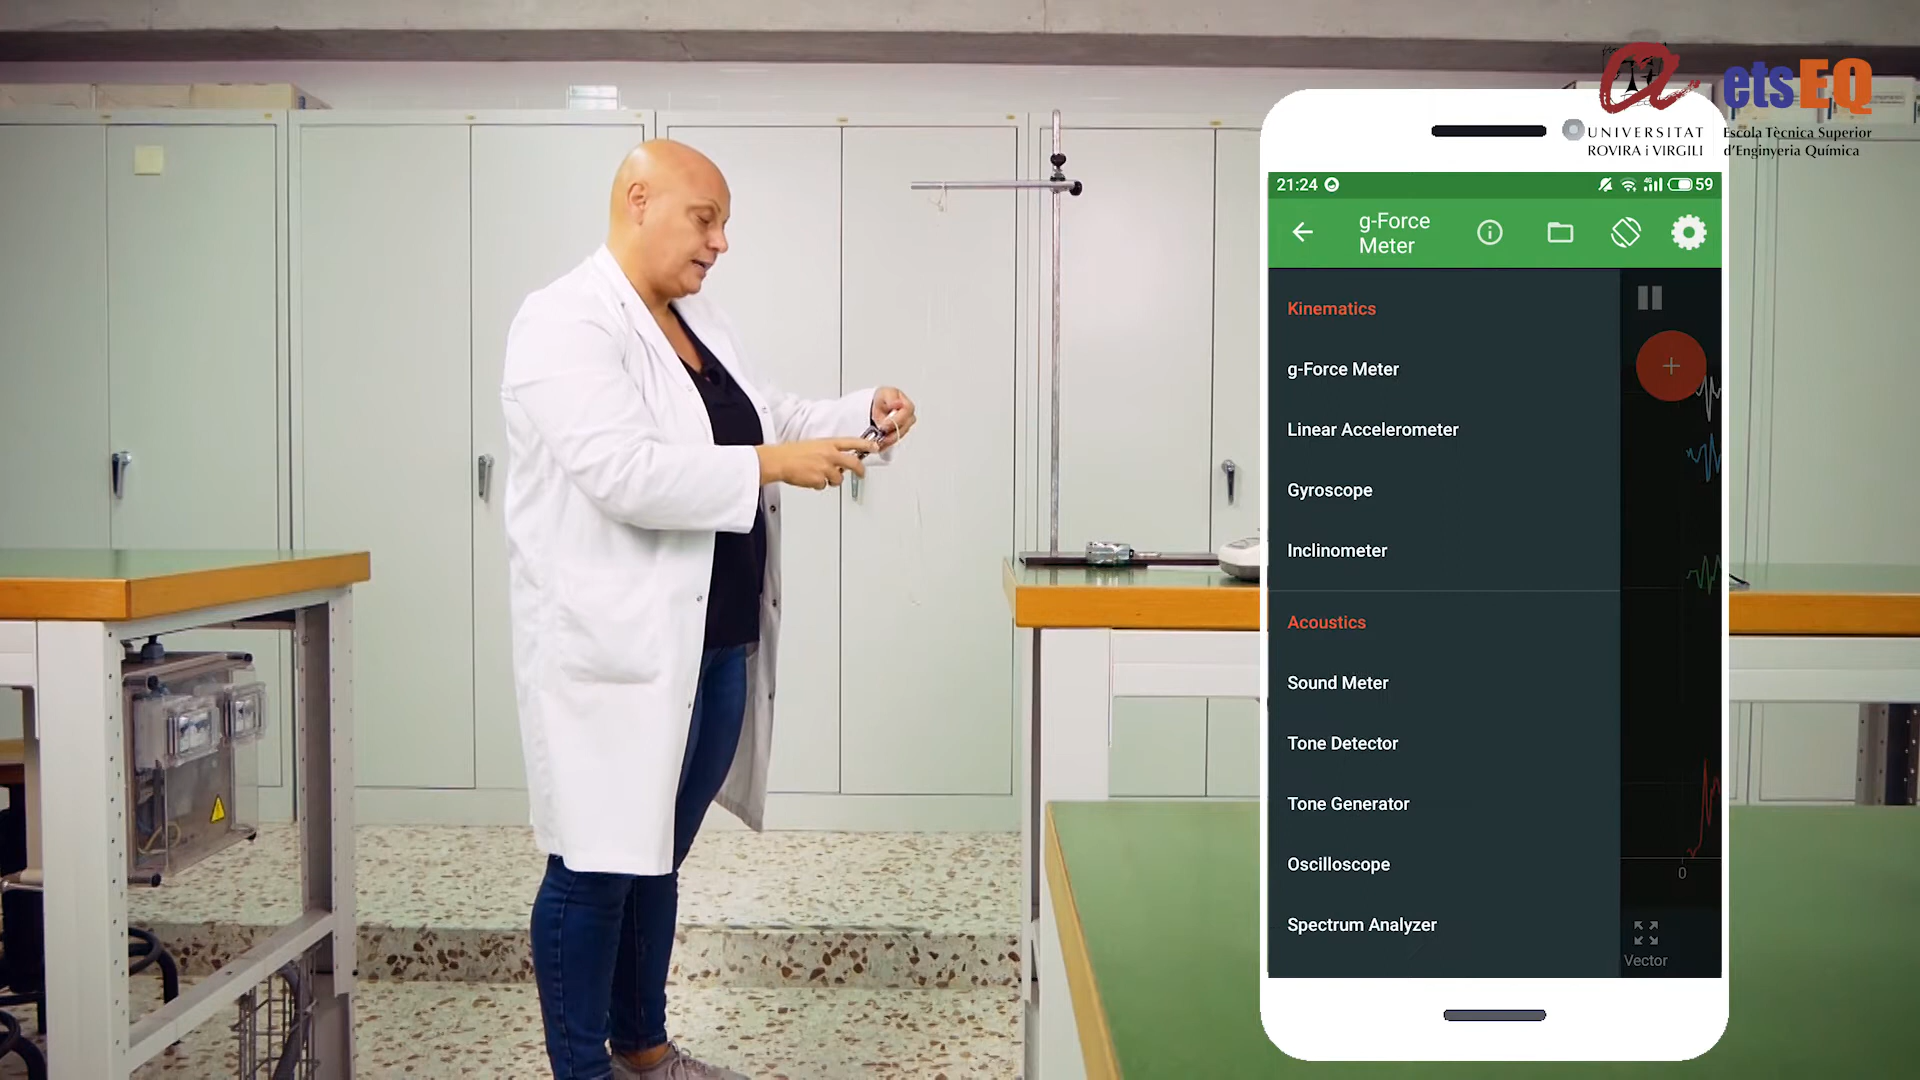 etsEQ
UNIVERSITAT
ROVIRA i VIRGILI
Escola Tècnica Superior
d'Enginyeria Química
21:24
4G
59
g-Force
Meter
Kinematics
g-Force Meter
Linear Accelerometer
Gyroscope
Inclinometer
Acoustics
Sound Meter
Tone Detector
Tone Generator
Oscilloscope
Spectrum Analyzer
0
Vector